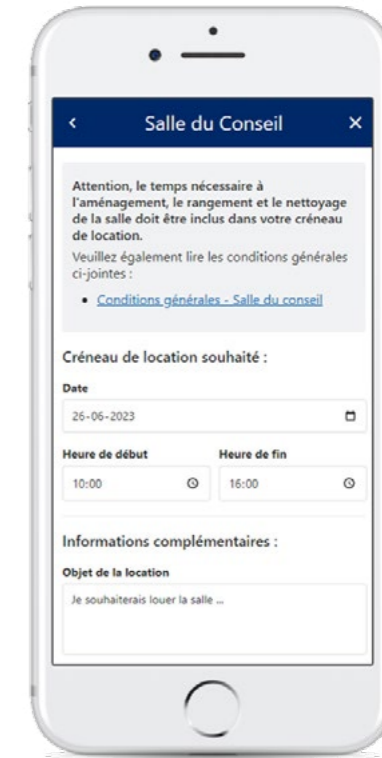 Salle du Conseil
Attention, le temps nécessaire à
l'aménagement, le rangement et le nettoyage
de la salle doit être inclus dans votre créneau
de location.
Veuillez également lire les conditions générales
ci-jointes :
• Conditions générales - Salle du conseil
Créneau de location souhaité :
Date
26-06-2023
Heure de début Heure de fin
10:00 16:00
Informations complémentaires :
Objet de la location
Je souhaiterais louer la salle ...